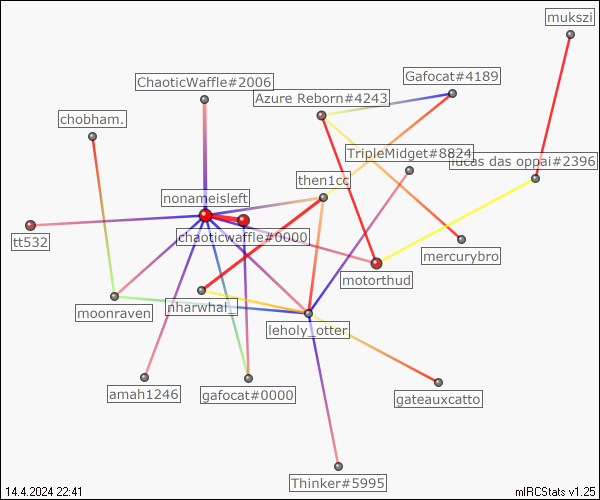 mukszi
ChaoticWaffle#2006
Gafocat#4189
Azure Reborn#4243
chobham.
TripleMidget#8824
lucas das oppai#2396
then1cc
nonameisleft
tt532
chaoticwaffle#0000
mercurybro
motorthud
moonraven
nharwhal_
leholy_otter
amah1246
gafocat#0000
gateauxcatto
Thinker#5995
14.4.2024 22:41
mIRCStats v1.25